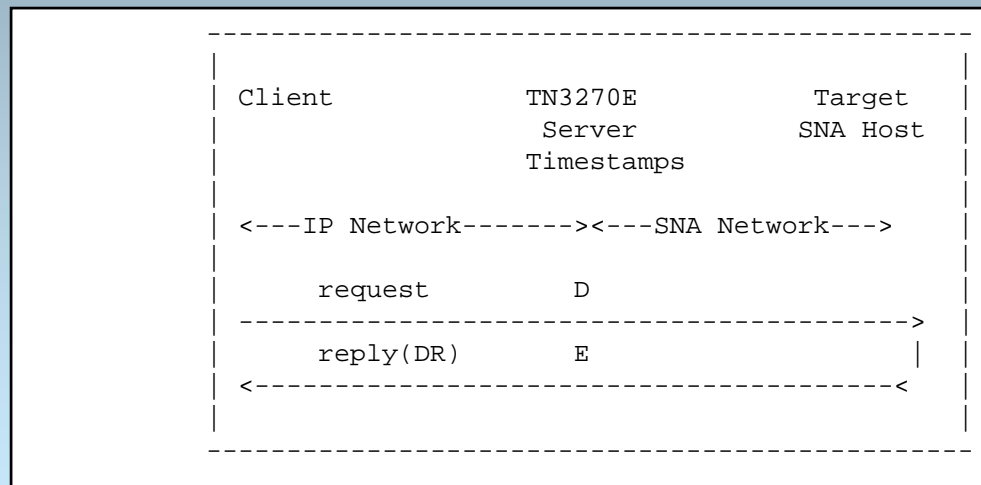 ------------------------------------------------
| |
| Client TN3270E Target |
| Server SNA Host |
| Timestamps |
| |
| <---IP Network-------><---SNA Network---> |
| |
| request D |
| ------------------------------------------> |
| reply(DR) E | |
| <----------------------------------------< |
| |
------------------------------------------------